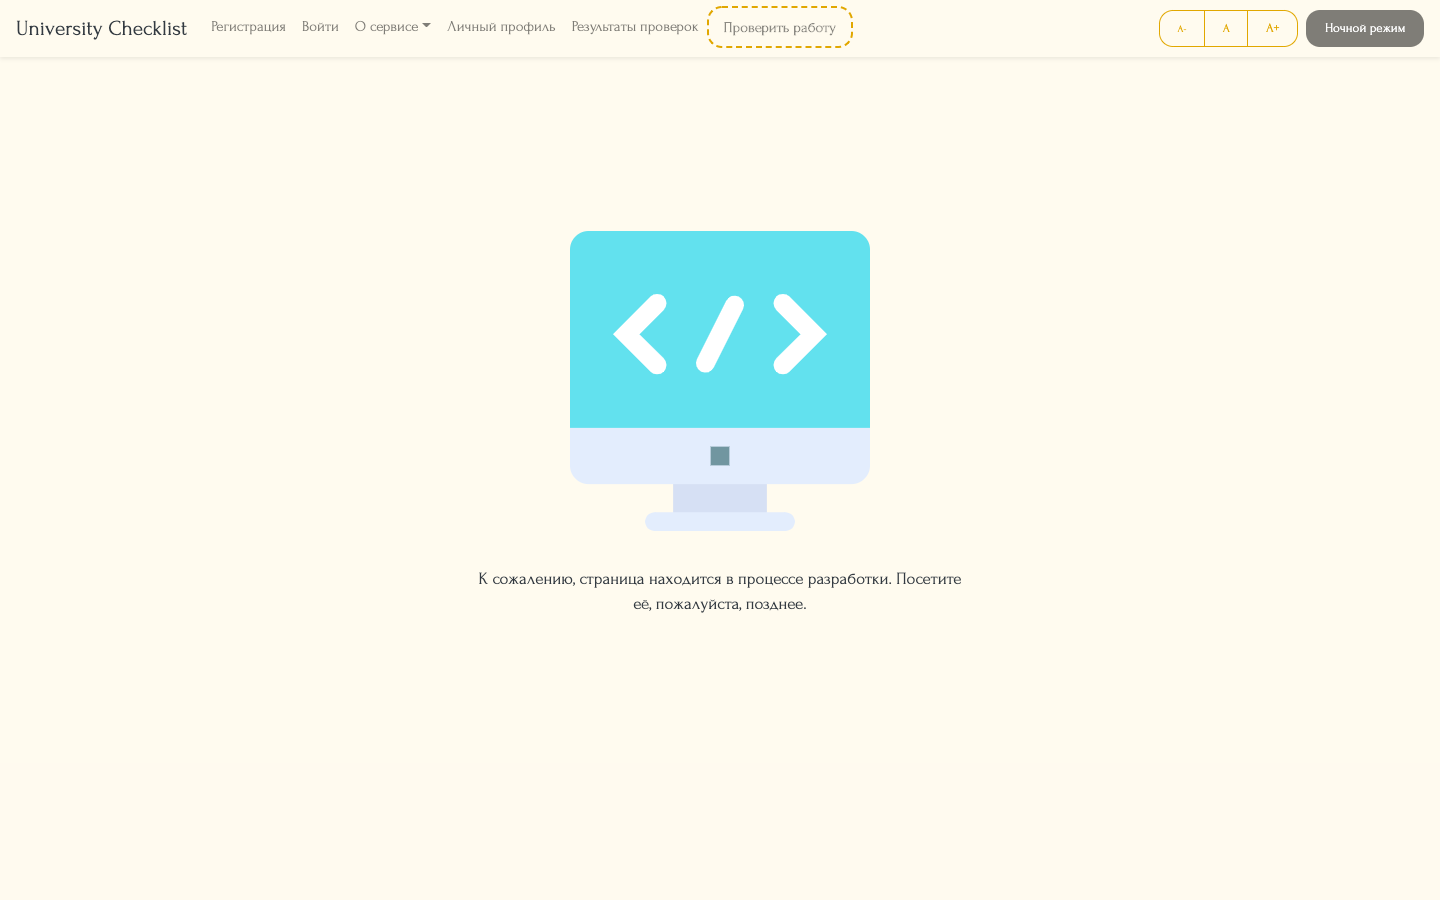 University Checklist
Регистрация
Войти
О сервисе
Личный профиль
Результаты проверок
Проверить работу
А-
А
А+
Ночной режим
</>
К сожалению, страница находится в процессе разработки. Посетите
её, пожалуйста, позднее.